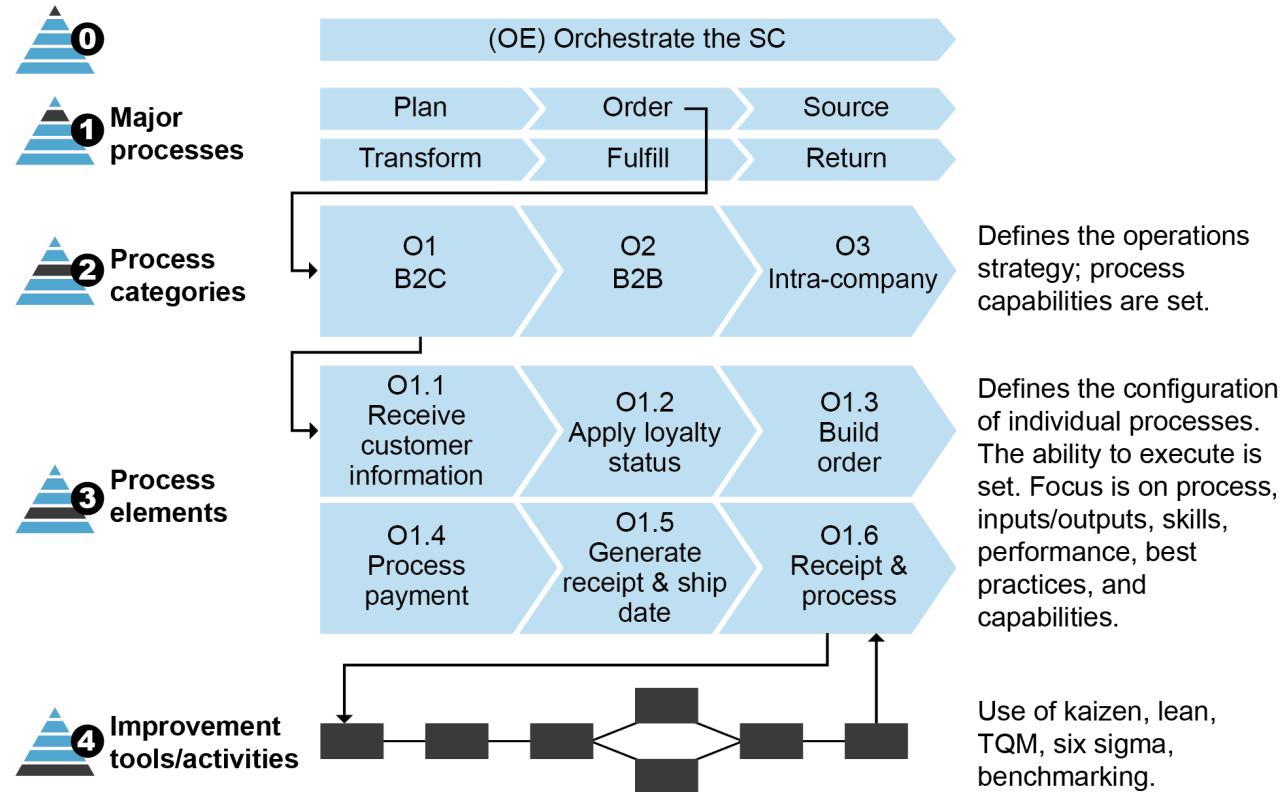 0
(OE) Orchestrate the SC
1
Major
processes
Plan
Order
Source
Transform
Fulfill
Return
2
Process
categories
O1
B2C
O2
B2B
O3
Intra-company
Defines the operations
strategy; process
capabilities are set.
3
Process
elements
O1.1
Receive
customer
information
O1.2
Apply loyalty
status
O1.3
Build
order
O1.4
Process
payment
O1.5
Generate
receipt & ship
date
O1.6
Receipt &
process
Defines the configuration
of individual processes.
The ability to execute is
set. Focus is on process,
inputs/outputs, skills,
performance, best
practices, and
capabilities.
4
Improvement
tools/activities
Use of kaizen, lean,
TQM, six sigma,
benchmarking.